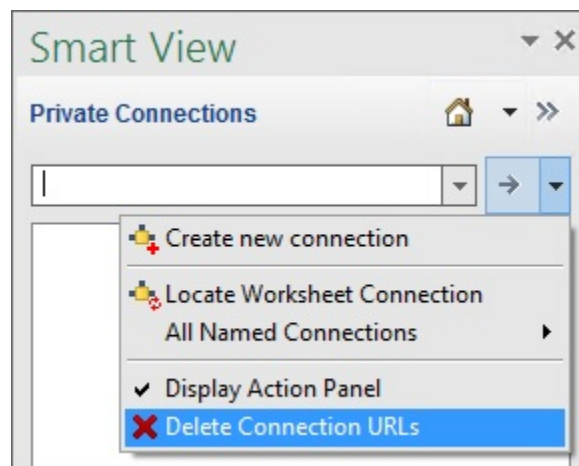 Smart View
Private Connections
Create new connection
Locate Worksheet Connection
All Named Connections
Display Action Panel
Delete Connection URLs